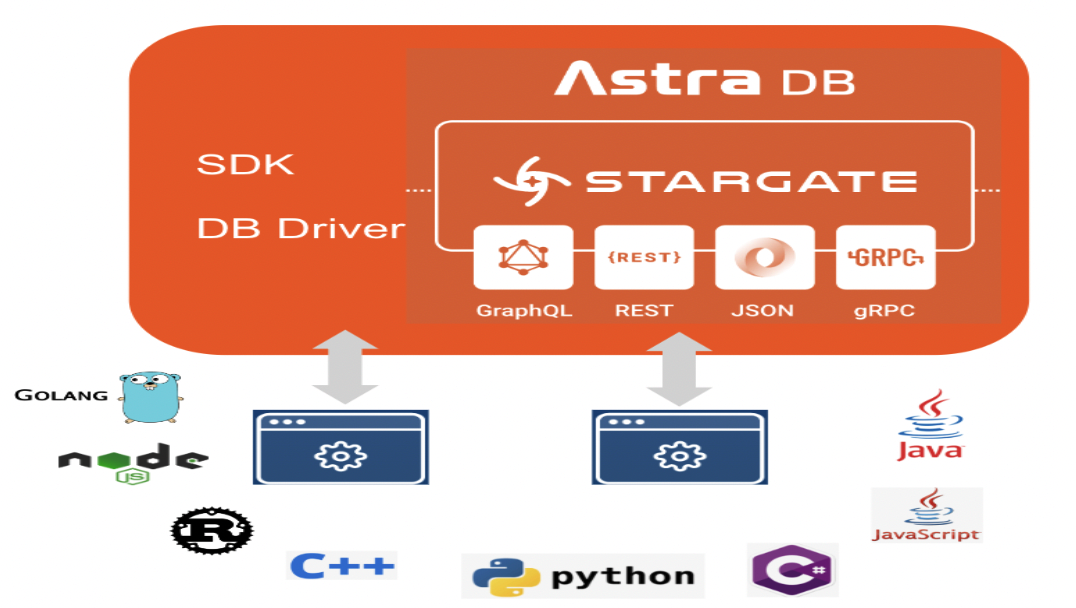 Astra DB
SDK
STARGATE
DB Driver
{REST}
GRPC
GraphQL
REST
JSON
gRPC
GOLANG
node
JS
Java
R
JavaScript
C++
python
C#